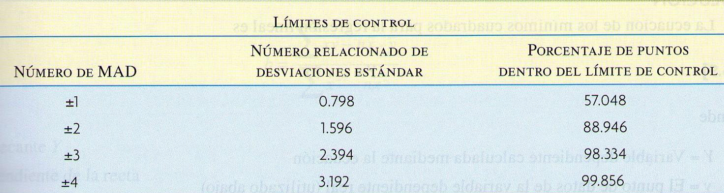 LÍMITES DE CONTROL
NÚMERO DE MAD NÚMERO RELACIONADO DE DESVIACIONES ESTÁNDAR PORCENTAJE DE PUNTOS DENTRO DEL LÍMITE DE CONTROL
±1 0.798 57.048
±2 1.596 88.946
±3 2.394 98.334
±4 3.192 99.856